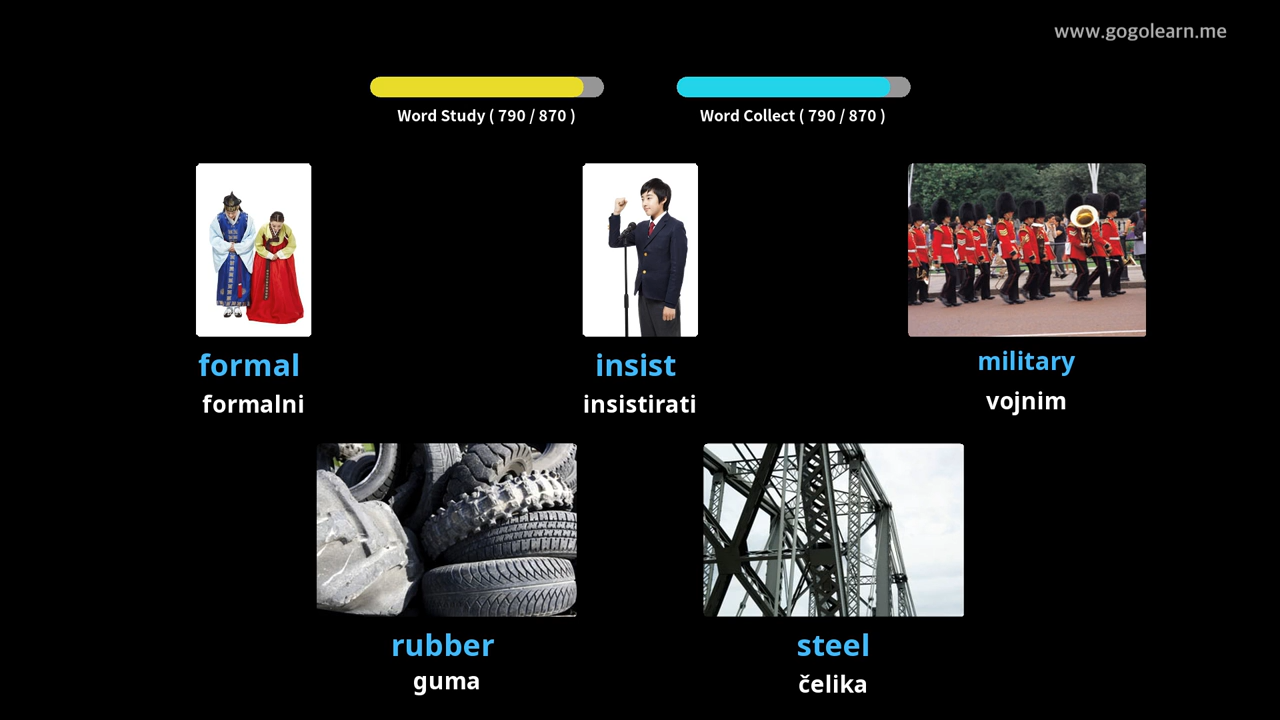 www.gogolearn.me
Word Study ( 790 / 870 )
Word Collect ( 790 / 870 )
formal
formalni
insist
insistirati
military
vojnim
rubber
guma
steel
čelika